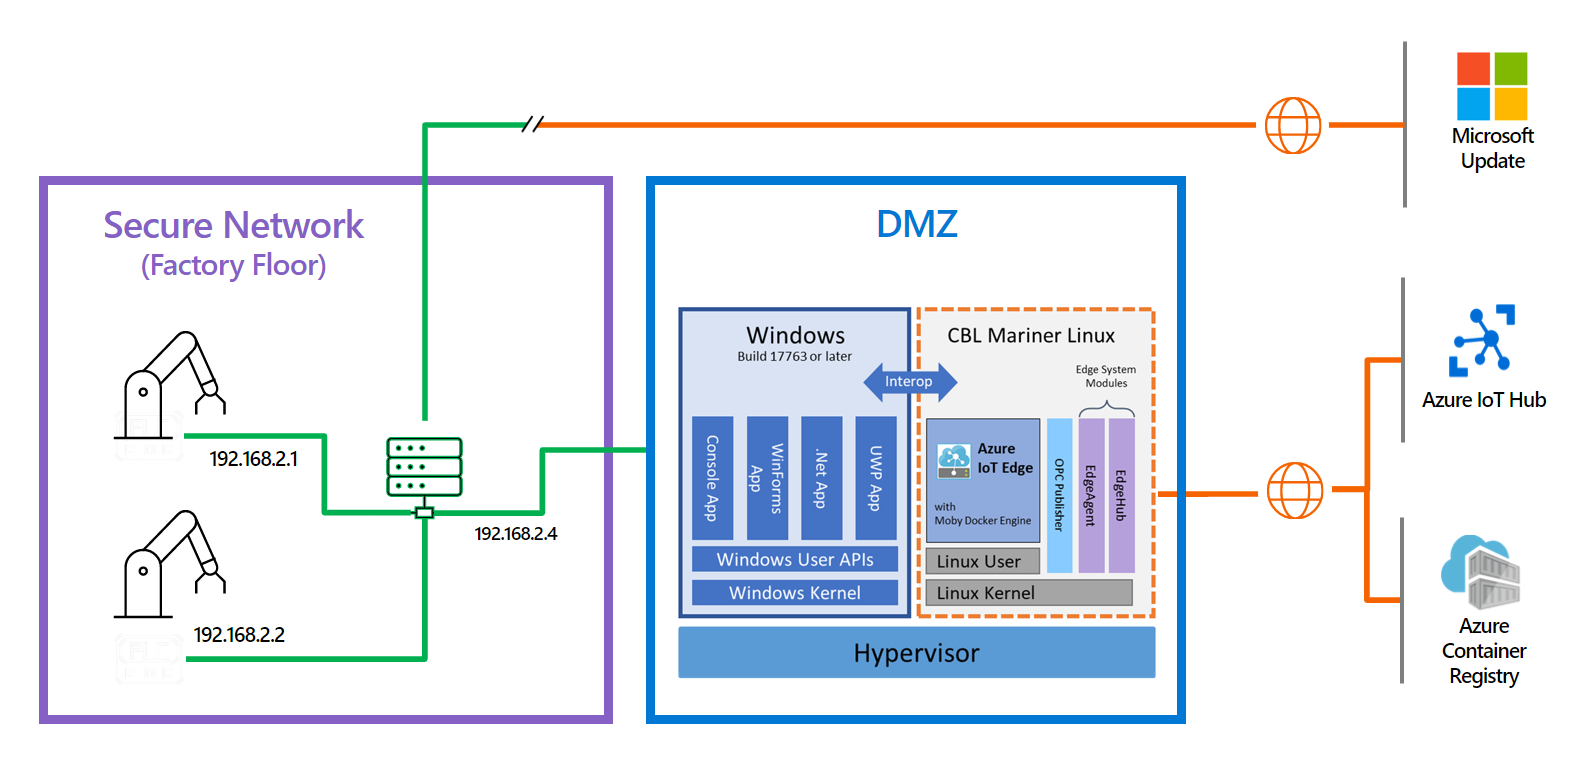 Microsoft
Update
Secure Network
(Factory Floor)
192.168.2.1
192.168.2.2
192.168.2.4
DMZ
Windows
Build 17763 or later
Interop
Console App
WinForms
App
.Net App
UWP App
Windows User APIs
Windows Kernel
CBL Mariner Linux
Edge System
Modules
Azure
IoT Edge
with
Moby Docker Engine
OPC Publisher
EdgeAgent
EdgeHub
Linux User
Linux Kernel
Hypervisor
Azure IoT Hub
Azure
Container
Registry